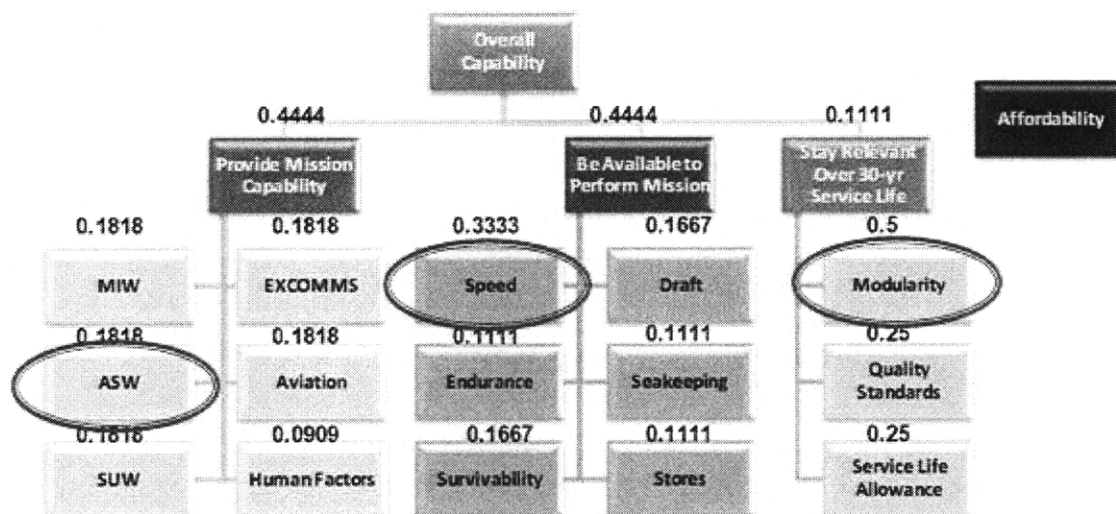 Overall
Capability
0.4444
0.4444
0.1111
Affordability
Provide Mission
Capability
Be Available to
Perform Mission
Stay Relevant
Over 30-yr
Service Life
0.1818
0.1818
0.3333
0.1667
0.5
MIW
EXCOMMS
Speed
Draft
Modularity
0.1818
0.1818
0.1111
0.1111
0.25
ASW
Aviation
Endurance
Seakeeping
Quality
Standards
0.1818
0.0909
0.1667
0.1111
0.25
SUW
Human Factors
Survivability
Stores
Service Life
Allowance